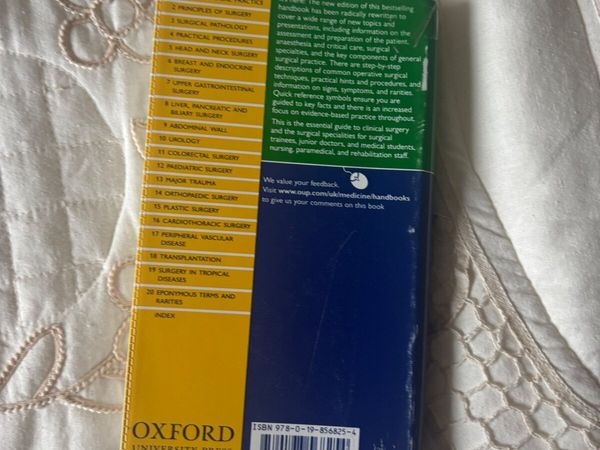 PRACTICE
2 PRINCIPLES OF SURGERY
3 SURGICAL PATHOLOGY
4 PRACTICAL PROCEDURES
5 HEAD AND NECK SURGERY
6 BREAST AND ENDOCRINE
SURGERY
7 UPPER GASTROINTESTINAL
SURGERY
8 LIVER, PANCREATIC AND
BILIARY SURGERY
9 ABDOMINAL WALL
10 UROLOGY
11 COLORECTAL SURGERY
12 PAEDIATRIC SURGERY
13 MAJOR TRAUMA
14 ORTHOPAEDIC SURGERY
15 PLASTIC SURGERY
16 CARDIOTHORACIC SURGERY
17 PERIPHERAL VASCULAR
DISEASE
18 TRANSPLANTATION
19 SURGERY IN TROPICAL
DISEASES
20 EPONYMOUS TERMS AND
RARITIES
INDEX
OXFORD
UNIVERSITY PRESS
here! The new edition of this bestselling
handbook has been radically rewritten to
cover a wide range of new topics and
presentations, including information on the
assessment and preparation of the patient,
anaesthesia and critical care, surgical
specialties, and the key components of general
surgical practice. There are step-by-step
descriptions of common operative surgical
techniques, practical hints and procedures, and
information on signs, symptoms, and rarities.
Quick reference symbols ensure you are
guided to key facts and there is an increased
focus on evidence-based practice throughout.
This is the essential guide to clinical surgery
and the surgical specialities for surgical
trainees, junior doctors, and medical students,
nursing, paramedical, and rehabilitation staff.
We value your feedback.
Visit www.oup.com/uk/medicine/handbooks
to give us your comments on this book
ISBN 978-0-19-856825-4